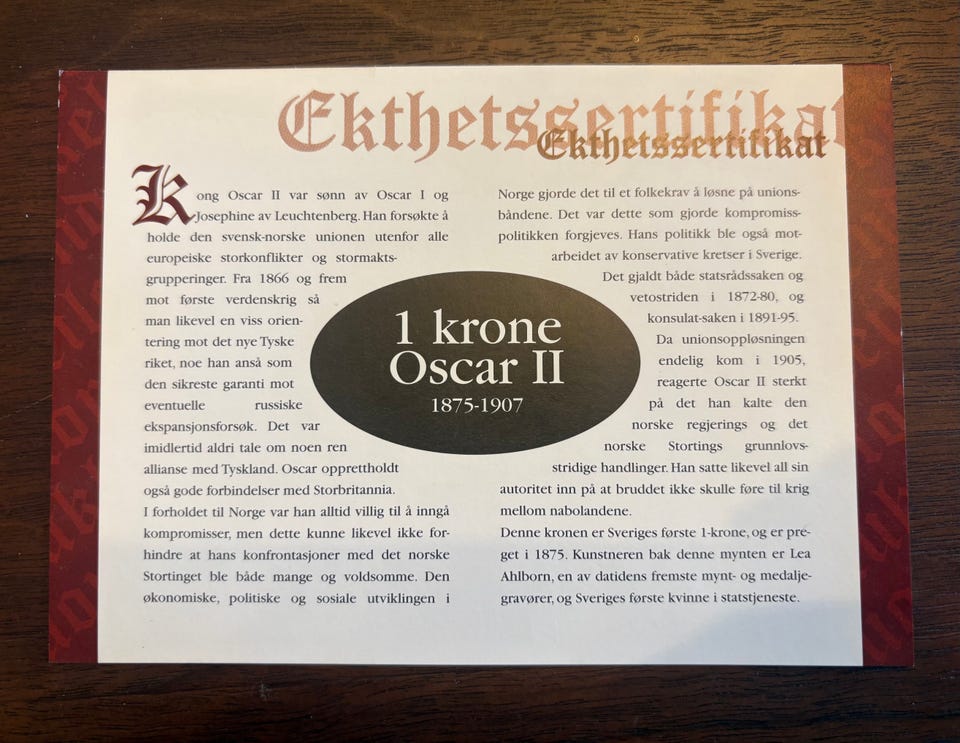 Ekthetssertifikat
Ekthetssertifikat
Kong Oscar II var sønn av Oscar I og
Josephine av Leuchtenberg. Han forsøkte å
holde den svensk-norske unionen utenfor alle
europeiske storkonflikter og stormakts-
grupperinger. Fra 1866 og frem
mot første verdenskrig så
man likevel en viss orien-
tering mot det nye Tyske
riket, noe han anså som
den sikreste garanti mot
eventuelle russiske
ekspansjonsforsøk. Det var
imidlertid aldri tale om noen ren
allianse med Tyskland. Oscar opprettholdt
også gode forbindelser med Storbritannia.
I forholdet til Norge var han alltid villig til å inngå
kompromisser, men dette kunne likevel ikke for-
hindre at hans konfrontasjoner med det norske
Stortinget ble både mange og voldsomme. Den
økonomiske, politiske og sosiale utviklingen i
1 krone
Oscar II
1875-1907
Norge gjorde det til et folkekrav å løsne på unions-
båndene. Det var dette som gjorde kompromiss-
politikken forgjeves. Hans politikk ble også mot-
arbeidet av konservative kretser i Sverige.
Det gjaldt både statsrådssaken og
vetostriden i 1872-80, og
konsulat-saken i 1891-95.
Da unionsoppløsningen
endelig kom i 1905,
reagerte Oscar II sterkt
på det han kalte den
norske regjerings og det
norske Stortings grunnlovs-
stridige handlinger. Han satte likevel all sin
autoritet inn på at bruddet ikke skulle føre til krig
mellom nabolandene.
Denne kronen er Sveriges første 1-krone, og er pre-
get i 1875. Kunstneren bak denne mynten er Lea
Ahlborn, en av datidens fremste mynt- og medalje-
gravører, og Sveriges første kvinne i statstjeneste.